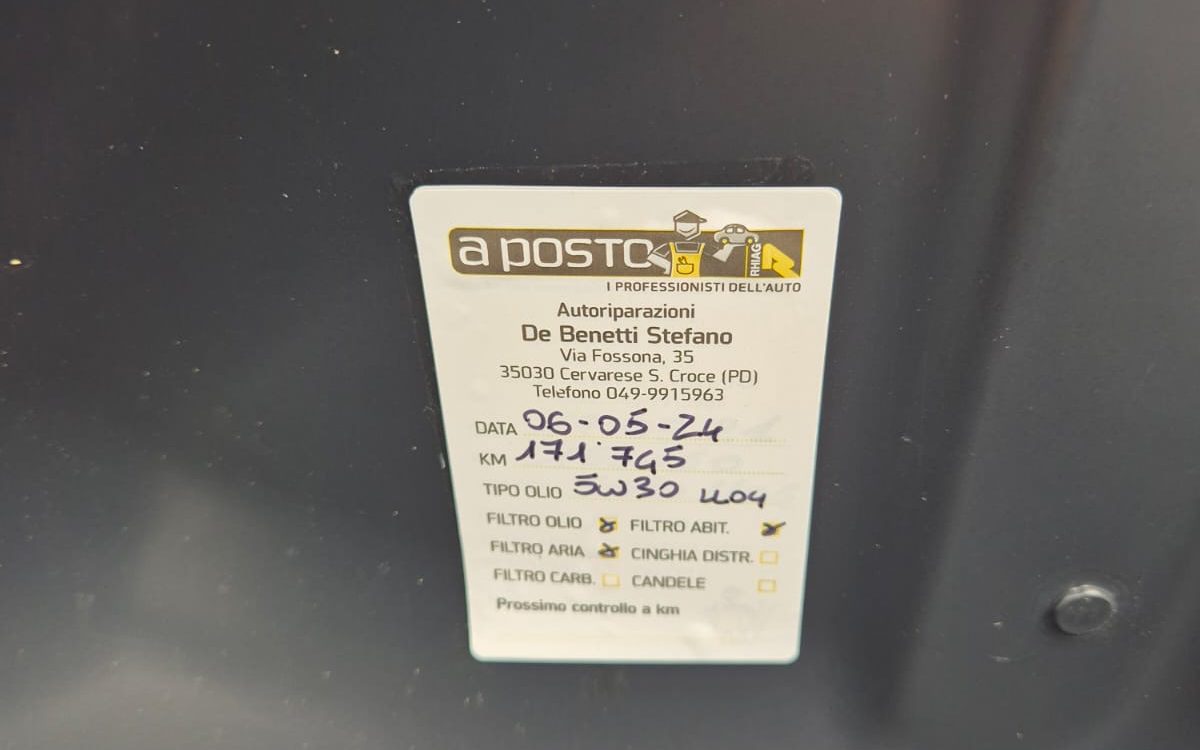 a POSTO
RHIAG
I PROFESSIONISTI DELL'AUTO
Autoriparazioni
De Benetti Stefano
Via Fossona, 35
35030 Cervarese S. Croce (PD)
Telefono 049-9915963
DATA 06-05-24
KM 171'745
TIPO OLIO 5W30 LL04
FILTRO OLIO FILTRO ABIT.
FILTRO ARIA CINGHIA DISTR.
FILTRO CARB. CANDELE
Prossimo controllo a km